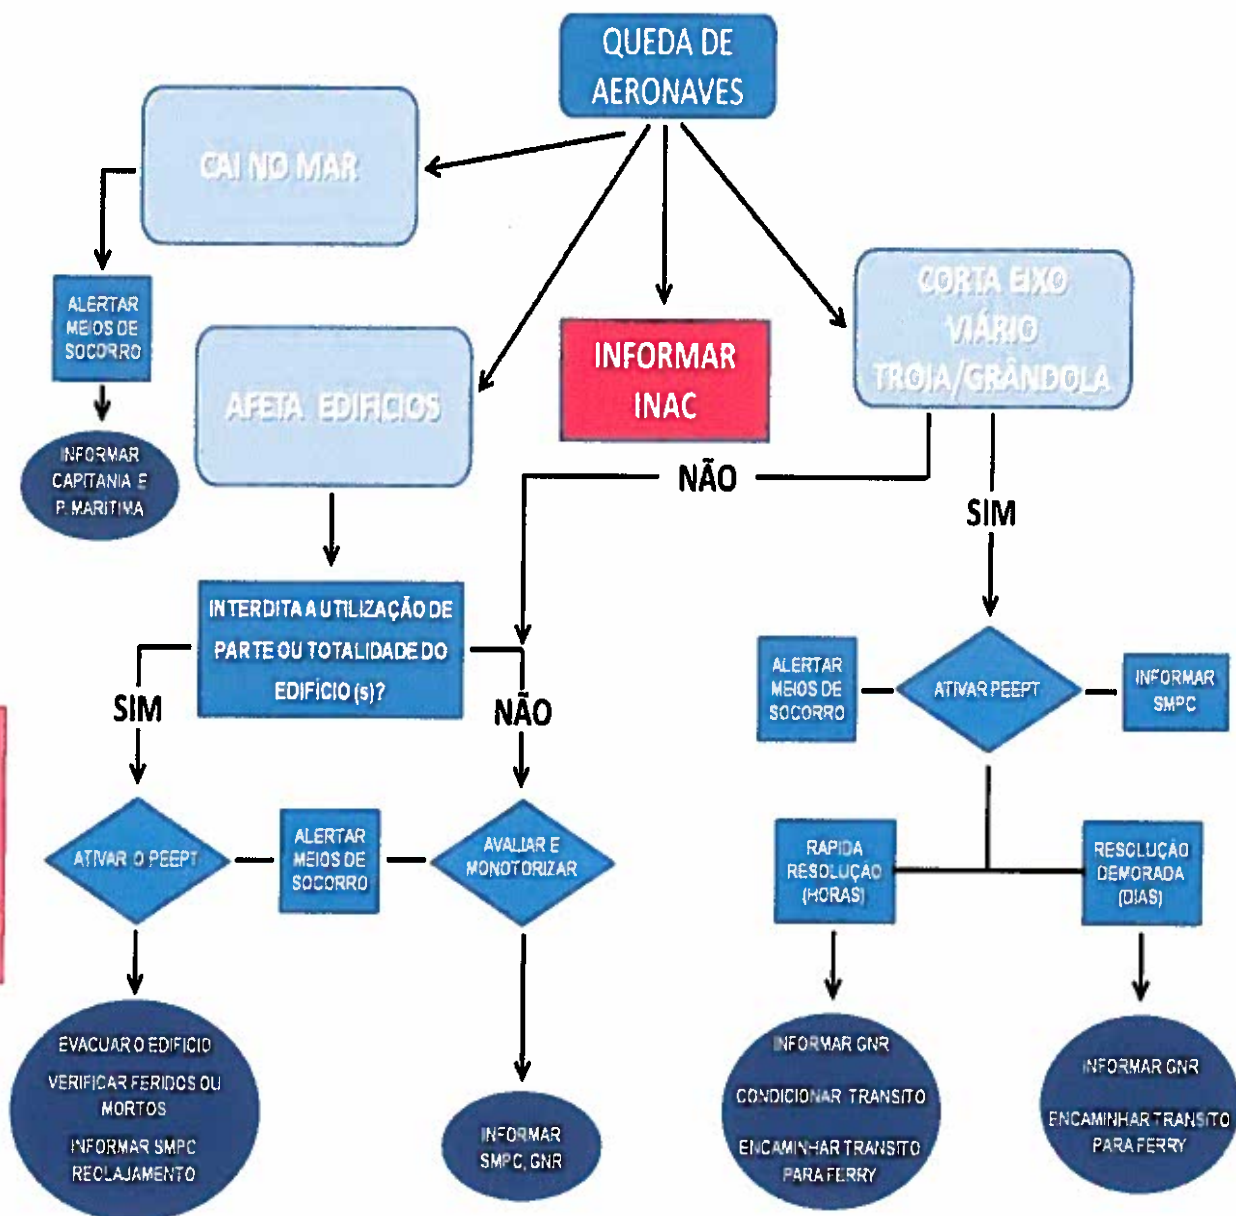 QUEDA DE
AERONAVES
CAI NO MAR
ALERTAR
MEIOS DE
SOCORRO
INFORMAR
CAPITANIA E
P. MARITIMA
AFETA EDIFÍCIOS
INFORMAR
INAC
CORTA EIXO
VIÁRIO
TROIA/GRÂNDOLA
NÃO
SIM
INTERDITA A UTILIZAÇÃO DE
PARTE OU TOTALIDADE DO
EDIFÍCIO (s)?
SIM
NÃO
ALERTAR
MEIOS DE
SOCORRO
ATIVAR PEEPT
INFORMAR
SMPC
ATIVAR O PEEPT
ALERTAR
MEIOS DE
SOCORRO
AVALIAR E
MONOTORIZAR
RAPIDA
RESOLUÇÃO
(HORAS)
RESOLUÇÃO
DEMORADA
(DIAS)
EVACUAR O EDIFICIO
VERIFICAR FERIDOS OU
MORTOS
INFORMAR SMPC
REOLAJAMENTO
INFORMAR
SMPC, GNR
INFORMAR GNR
CONDICIONAR TRANSITO
ENCAMINHAR TRANSITO
PARA FERRY
INFORMAR GNR
ENCAMINHAR TRANSITO
PARA FERRY